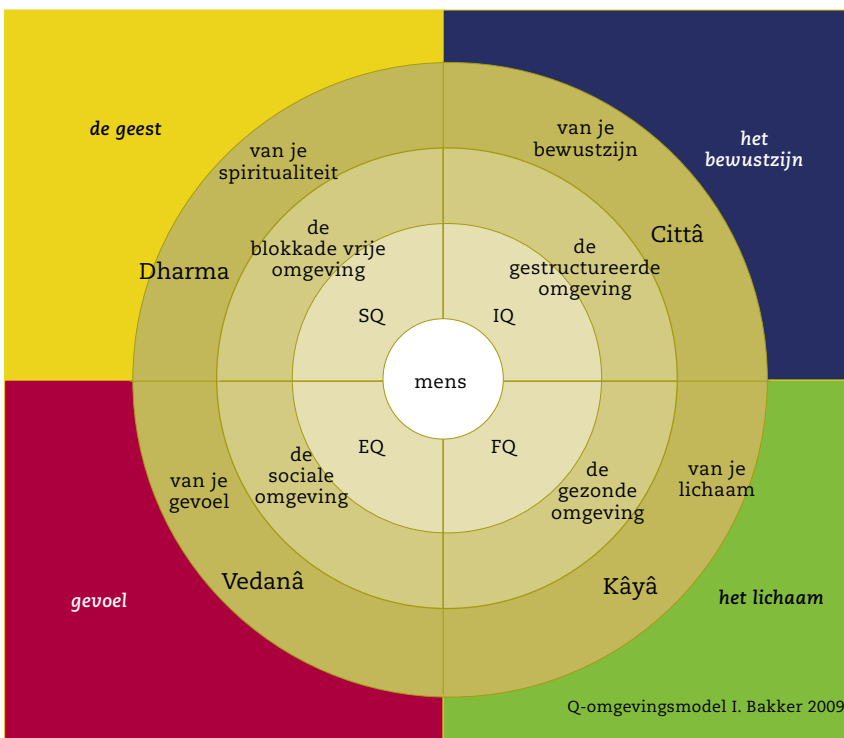 de geest
het
bewustzijn
van je
spiritualiteit
van je
bewustzijn
Dharma
Cittâ
de
blokkade vrije
omgeving
de
gestructureerde
omgeving
SQ
IQ
mens
EQ
FQ
de
sociale
omgeving
de
gezonde
omgeving
van je
gevoel
van je
lichaam
Vedanâ
Kâyâ
gevoel
het lichaam
Q-omgevingsmodel I. Bakker 2009